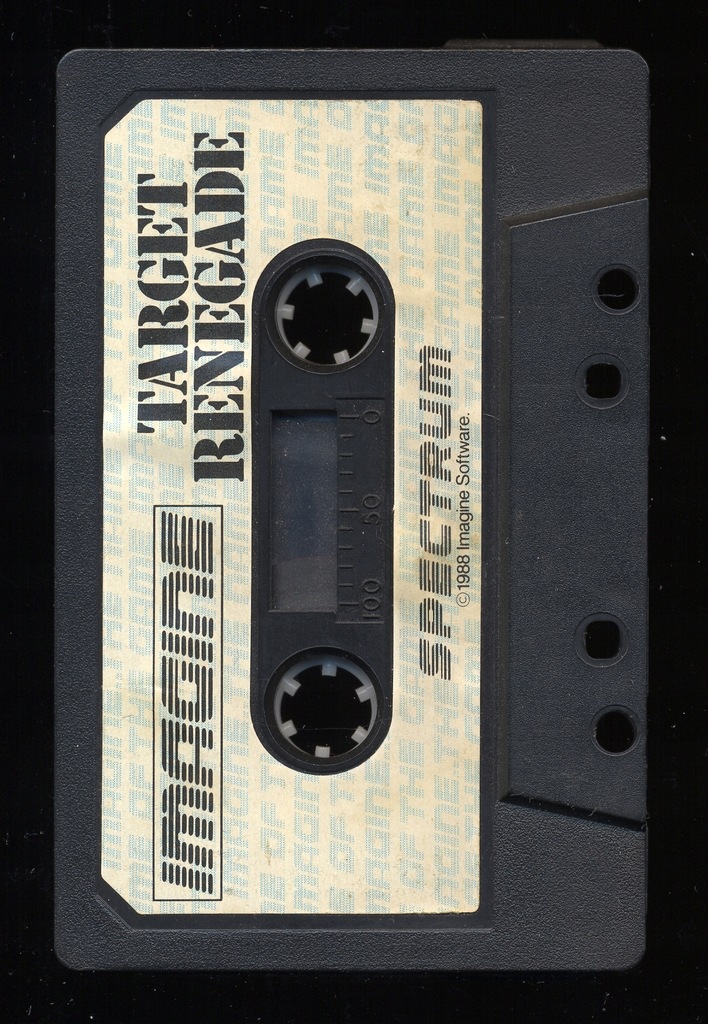 IMAGINE
TARGET
RENEGADE
100 50 0
SPECTRUM
©1988 Imagine Software.